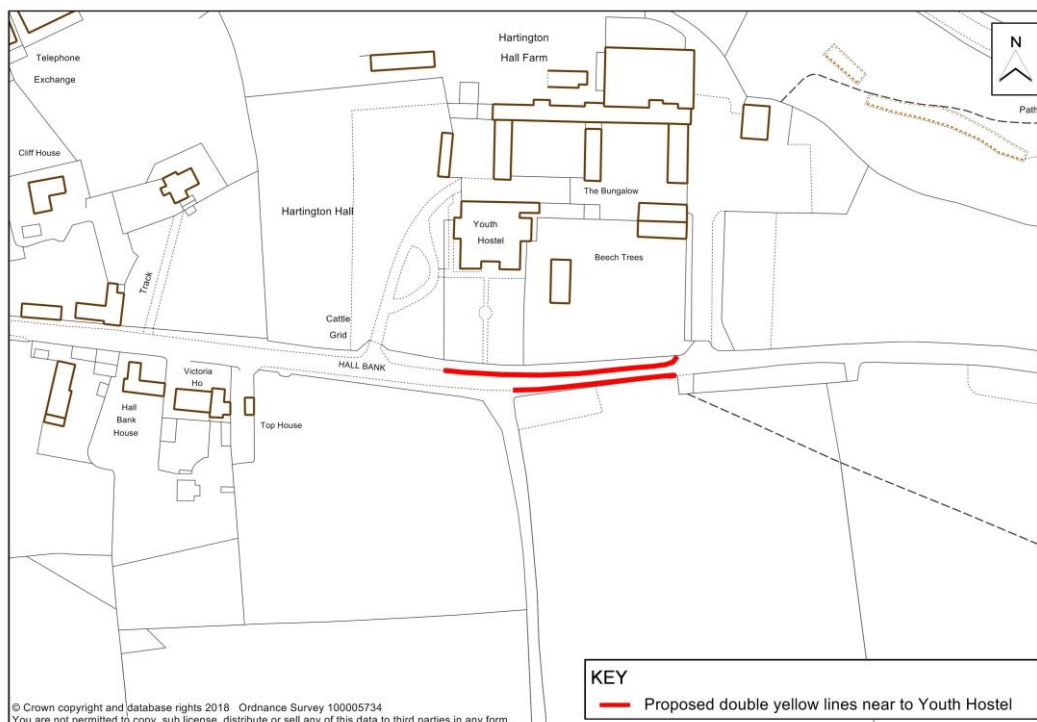 Hartington
Hall Farm
N
Telephone
Exchange
Path
Cliff House
The Bungalow
Hartington Hall
Youth
Hostel
Beech Trees
Track
Cattle
Grid
HALL BANK
Victoria
Ho
Hall
Bank
House
Top House
KEY
Proposed double yellow lines near to Youth Hostel
© Crown copyright and database rights 2018 Ordnance Survey 100005734
You are not permitted to copy, sub license, distribute or sell any of this data to third parties in any form